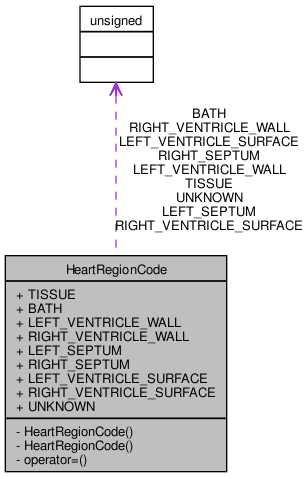 unsigned
BATH
RIGHT_VENTRICLE_WALL
LEFT_VENTRICLE_SURFACE
RIGHT_SEPTUM
LEFT_VENTRICLE_WALL
TISSUE
UNKNOWN
LEFT_SEPTUM
RIGHT_VENTRICLE_SURFACE
HeartRegionCode
+ TISSUE
+ BATH
+ LEFT_VENTRICLE_WALL
+ RIGHT_VENTRICLE_WALL
+ LEFT_SEPTUM
+ RIGHT_SEPTUM
+ LEFT_VENTRICLE_SURFACE
+ RIGHT_VENTRICLE_SURFACE
+ UNKNOWN
- HeartRegionCode()
- HeartRegionCode()
- operator=()